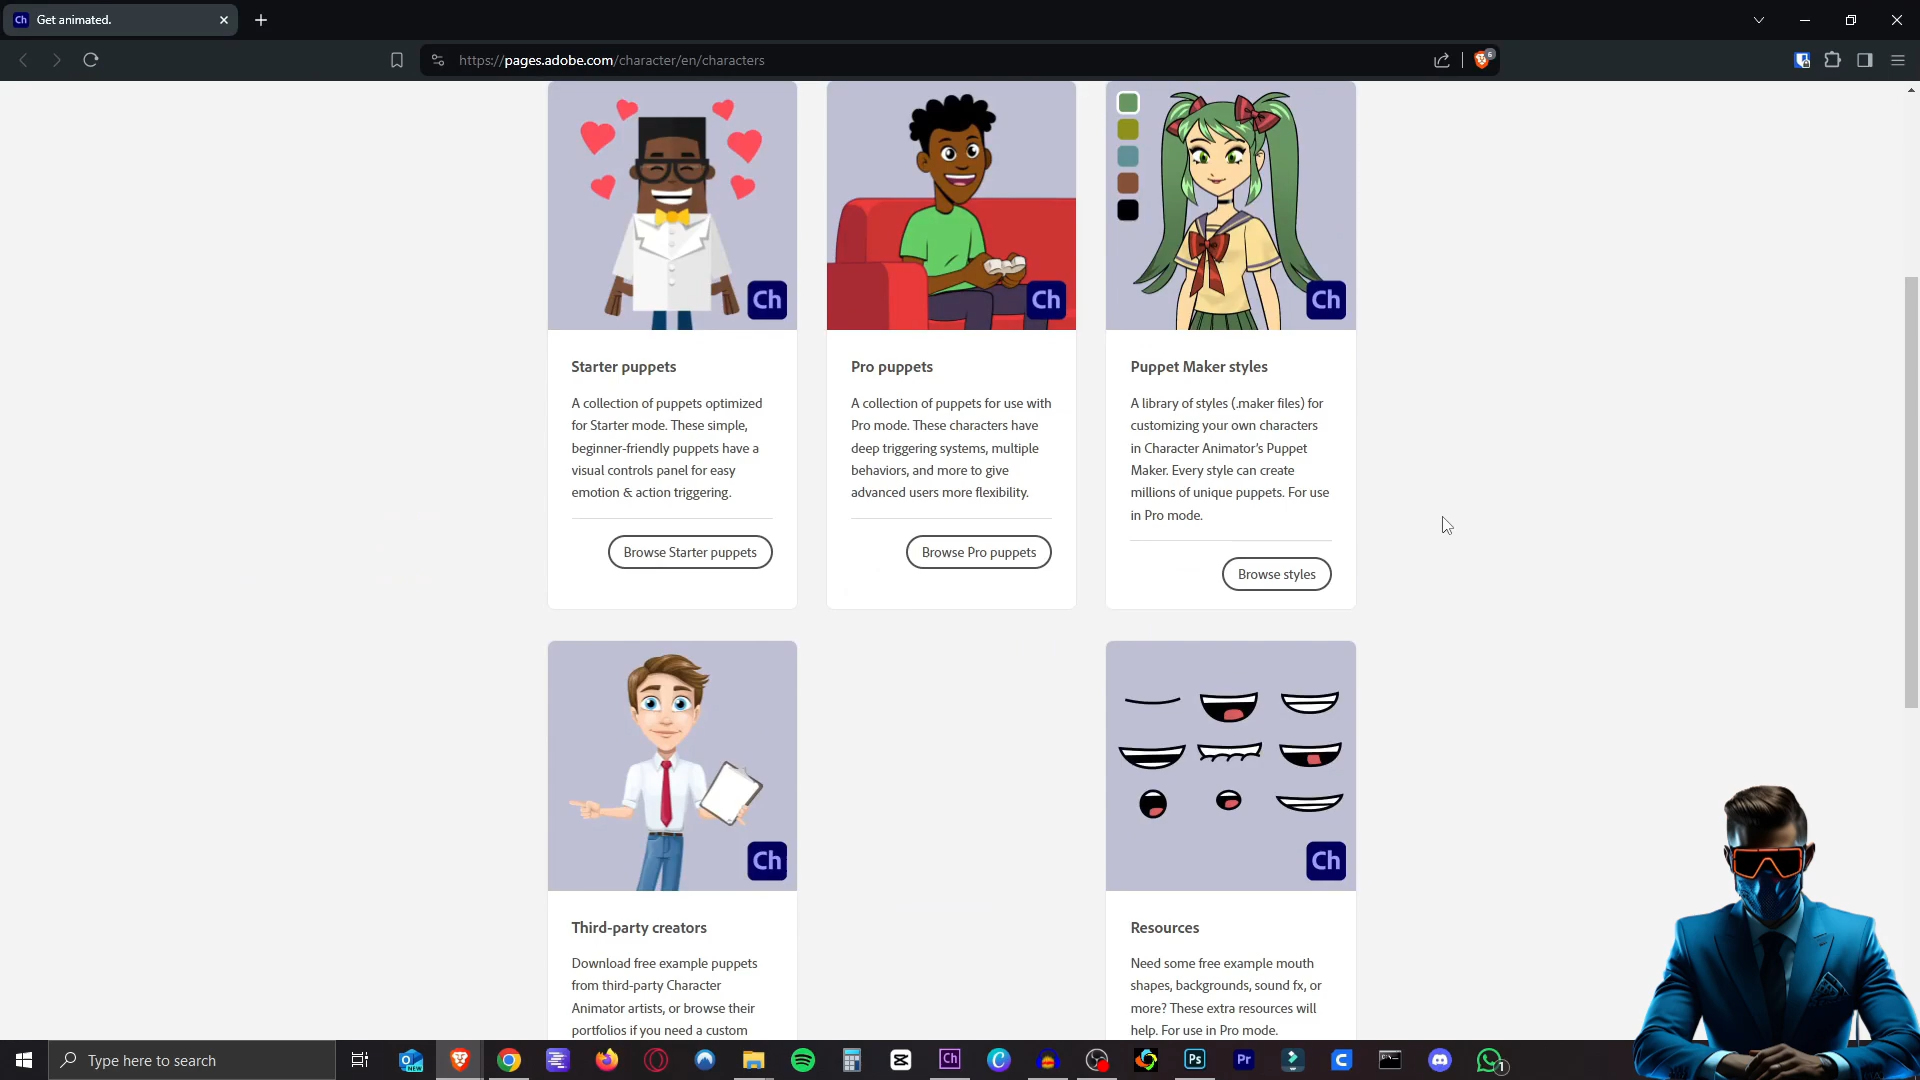 Ch Get animated.
https://pages.adobe.com/character/en/characters
6
Ch
Ch
Ch
Starter puppets
A collection of puppets optimized
for Starter mode. These simple,
beginner-friendly puppets have a
visual controls panel for easy
emotion & action triggering.
Browse Starter puppets
Pro puppets
A collection of puppets for use with
Pro mode. These characters have
deep triggering systems, multiple
behaviors, and more to give
advanced users more flexibility.
Browse Pro puppets
Puppet Maker styles
A library of styles (.maker files) for
customizing your own characters
in Character Animator’s Puppet
Maker. Every style can create
millions of unique puppets. For use
in Pro mode.
Browse styles
Ch
Ch
Third-party creators
Download free example puppets
from third-party Character
Animator artists, or browse their
portfolios if you need a custom
Resources
Need some free example mouth
shapes, backgrounds, sound fx, or
more? These extra resources will
help. For use in Pro mode.
Type here to search
NEW
Ch
Ps
Pr
1